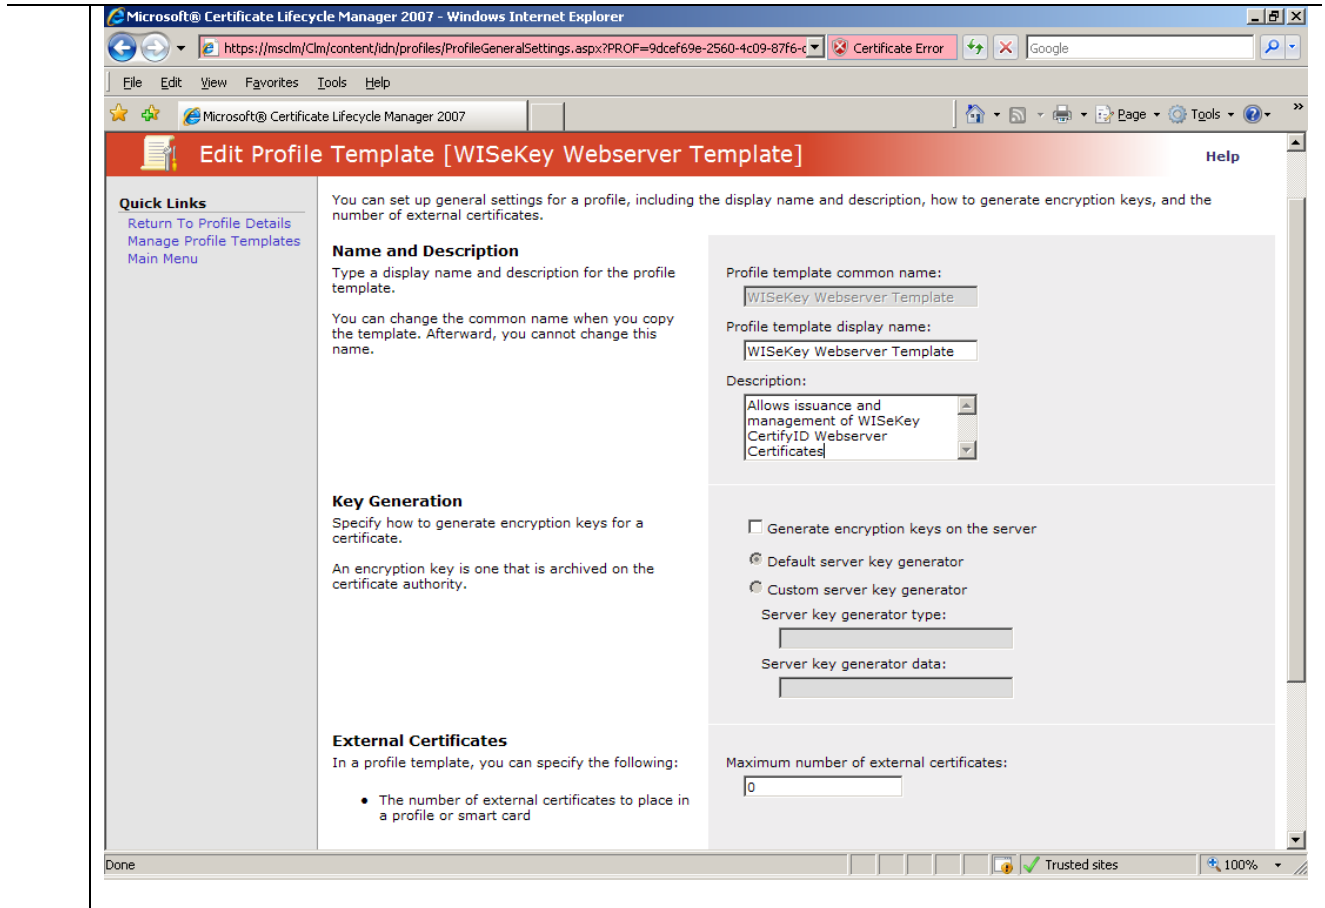 Microsoft® Certificate Lifecycle Manager 2007 - Windows Internet Explorer
https://msclm/Clm/content/idn/profiles/ProfileGeneralSettings.aspx?PROF=9dcef69e-2560-4c09-87f6-c
Certificate Error
Google
File Edit View Favorites Tools Help
Microsoft® Certificate Lifecycle Manager 2007
Page
Tools
»
Edit Profile Template [WISeKey Webserver Template]
Help
Quick Links
Return To Profile Details
Manage Profile Templates
Main Menu
You can set up general settings for a profile, including the display name and description, how to generate encryption keys, and the
number of external certificates.
Name and Description
Type a display name and description for the profile
template.
You can change the common name when you copy
the template. Afterward, you cannot change this
name.
Profile template common name:
WISeKey Webserver Template
Profile template display name:
WISeKey Webserver Template
Description:
Allows issuance and
management of WISeKey
CertifyID Webserver
Certificates
Key Generation
Specify how to generate encryption keys for a
certificate.
An encryption key is one that is archived on the
certificate authority.
Generate encryption keys on the server
Default server key generator
Custom server key generator
Server key generator type:
Server key generator data:
External Certificates
In a profile template, you can specify the following:
• The number of external certificates to place in
a profile or smart card
Maximum number of external certificates:
0
Done
Trusted sites
100%